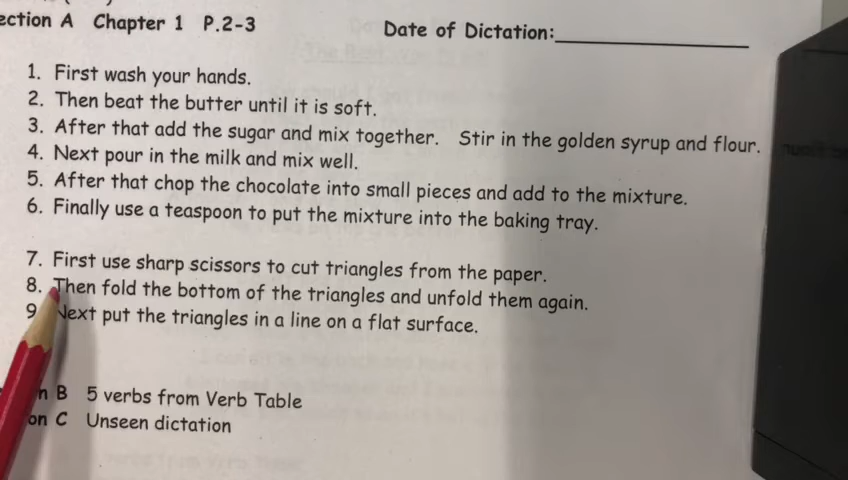 ection A Chapter 1 P.2-3
Date of Dictation:
1. First wash your hands.
2. Then beat the butter until it is soft.
3. After that add the sugar and mix together. Stir in the golden syrup and flour.
4. Next pour in the milk and mix well.
5. After that chop the chocolate into small pieces and add to the mixture.
6. Finally use a teaspoon to put the mixture into the baking tray.
7. First use sharp scissors to cut triangles from the paper.
8. Then fold the bottom of the triangles and unfold them again.
9 Next put the triangles in a line on a flat surface.
n B 5 verbs from Verb Table
on C Unseen dictation